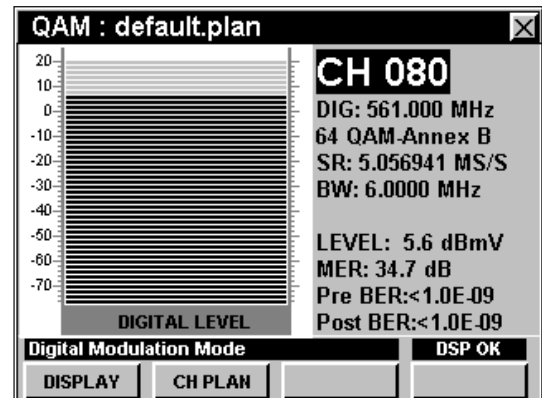 QAM : default.plan
20
10
0
-10
-20
-30
-40
-50
-60
-70
DIGITAL LEVEL
CH 080
DIG: 561.000 MHz
64 QAM-Annex B
SR: 5.056941 MS/S
BW: 6.0000 MHz
LEVEL: 5.6 dBmV
MER: 34.7 dB
Pre BER:<1.0E-09
Post BER:<1.0E-09
Digital Modulation Mode
DSP OK
DISPLAY
CH PLAN